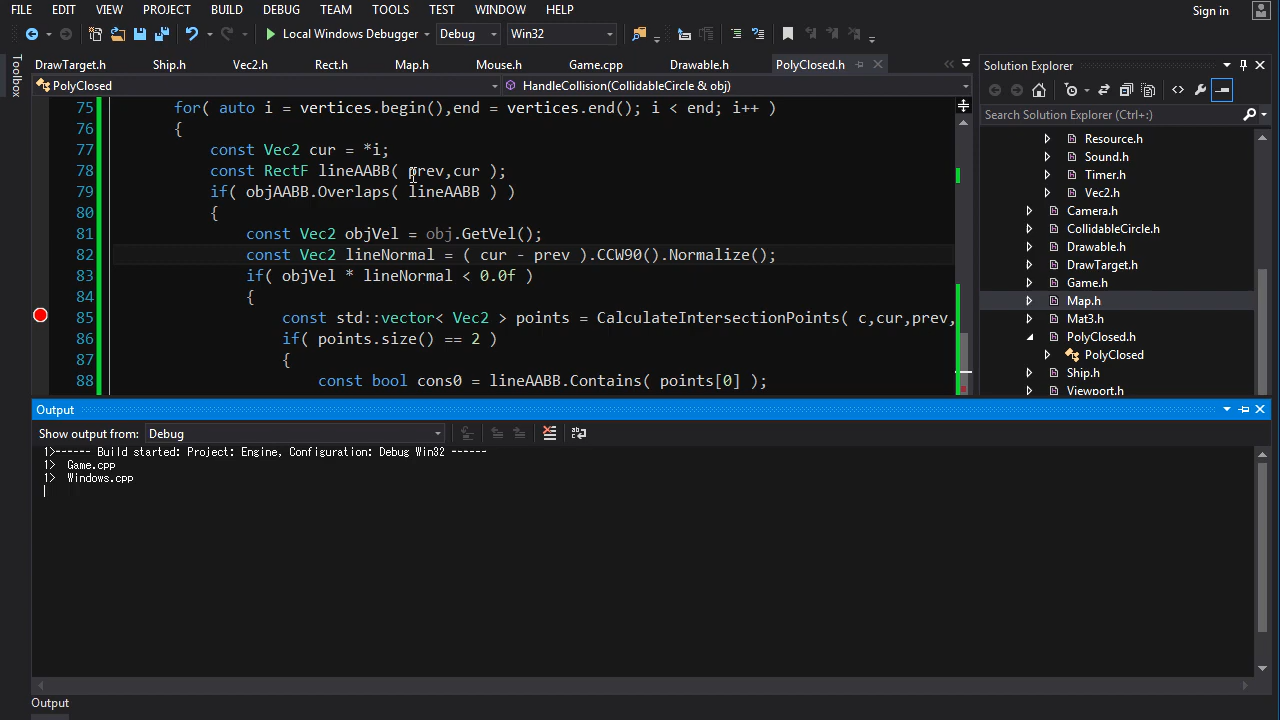 FILE EDIT VIEW PROJECT BUILD DEBUG TEAM TOOLS TEST WINDOW HELP Sign in
Local Windows Debugger Debug Win32
Toolbox
DrawTarget.h Ship.h Vec2.h Rect.h Map.h Mouse.h Game.cpp Drawable.h PolyClosed.h
PolyClosed HandleCollision(CollidableCircle & obj)
75 for( auto i = vertices.begin(),end = vertices.end(); i < end; i++ )
76 {
77 const Vec2 cur = *i;
78 const RectF lineAABB( prev,cur );
79 if( objAABB.Overlaps( lineAABB ) )
80 {
81 const Vec2 objVel = obj.GetVel();
82 const Vec2 lineNormal = ( cur - prev ).CCW90().Normalize();
83 if( objVel * lineNormal < 0.0f )
84 {
85 const std::vector< Vec2 > points = CalculateIntersectionPoints( c,cur,prev,
86 if( points.size() == 2 )
87 {
88 const bool cons0 = lineAABB.Contains( points[0] );
Solution Explorer
Search Solution Explorer (Ctrl+;)
Resource.h
Sound.h
Timer.h
Vec2.h
Camera.h
CollidableCircle.h
Drawable.h
DrawTarget.h
Game.h
Map.h
Mat3.h
PolyClosed.h
PolyClosed
Ship.h
Viewport.h
Output
Show output from: Debug
1>------ Build started: Project: Engine, Configuration: Debug Win32 ------
1> Game.cpp
1> Windows.cpp
Output